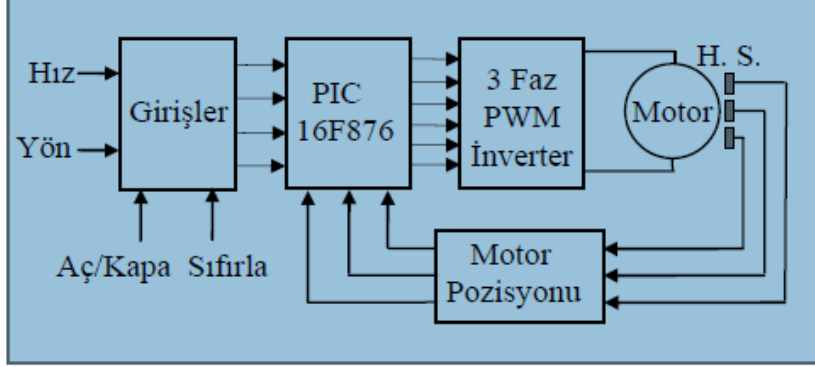 Hız
Yön
Girişler
Aç/Kapa
Sıfırla
PIC
16F876
3 Faz
PWM
İnverter
Motor
H. S.
Motor
Pozisyonu